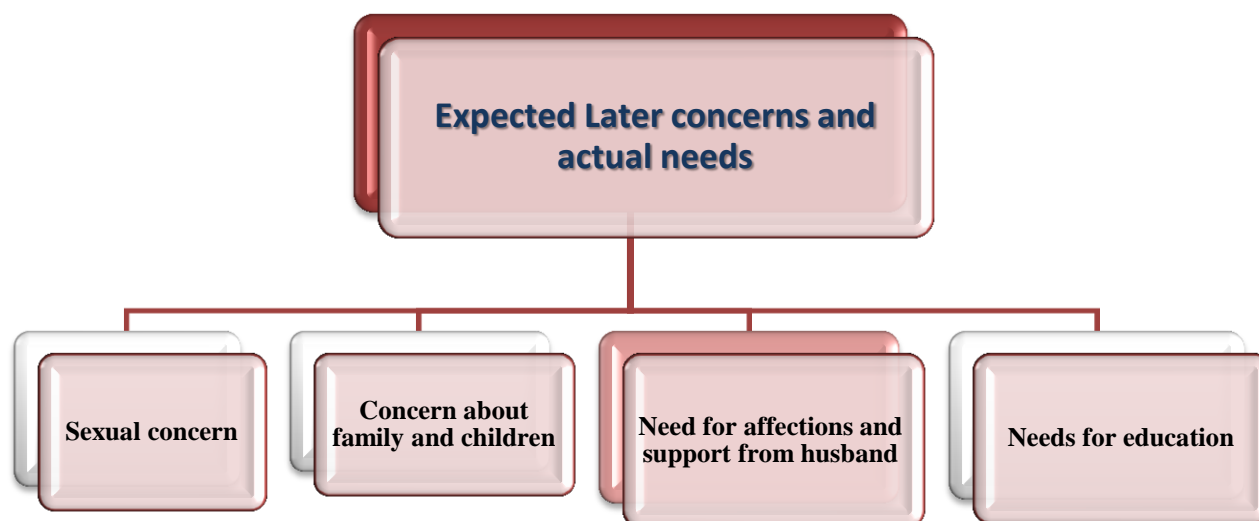 Expected Later concerns and
actual needs
Sexual concern
Concern about
family and children
Need for affections and
support from husband
Needs for education